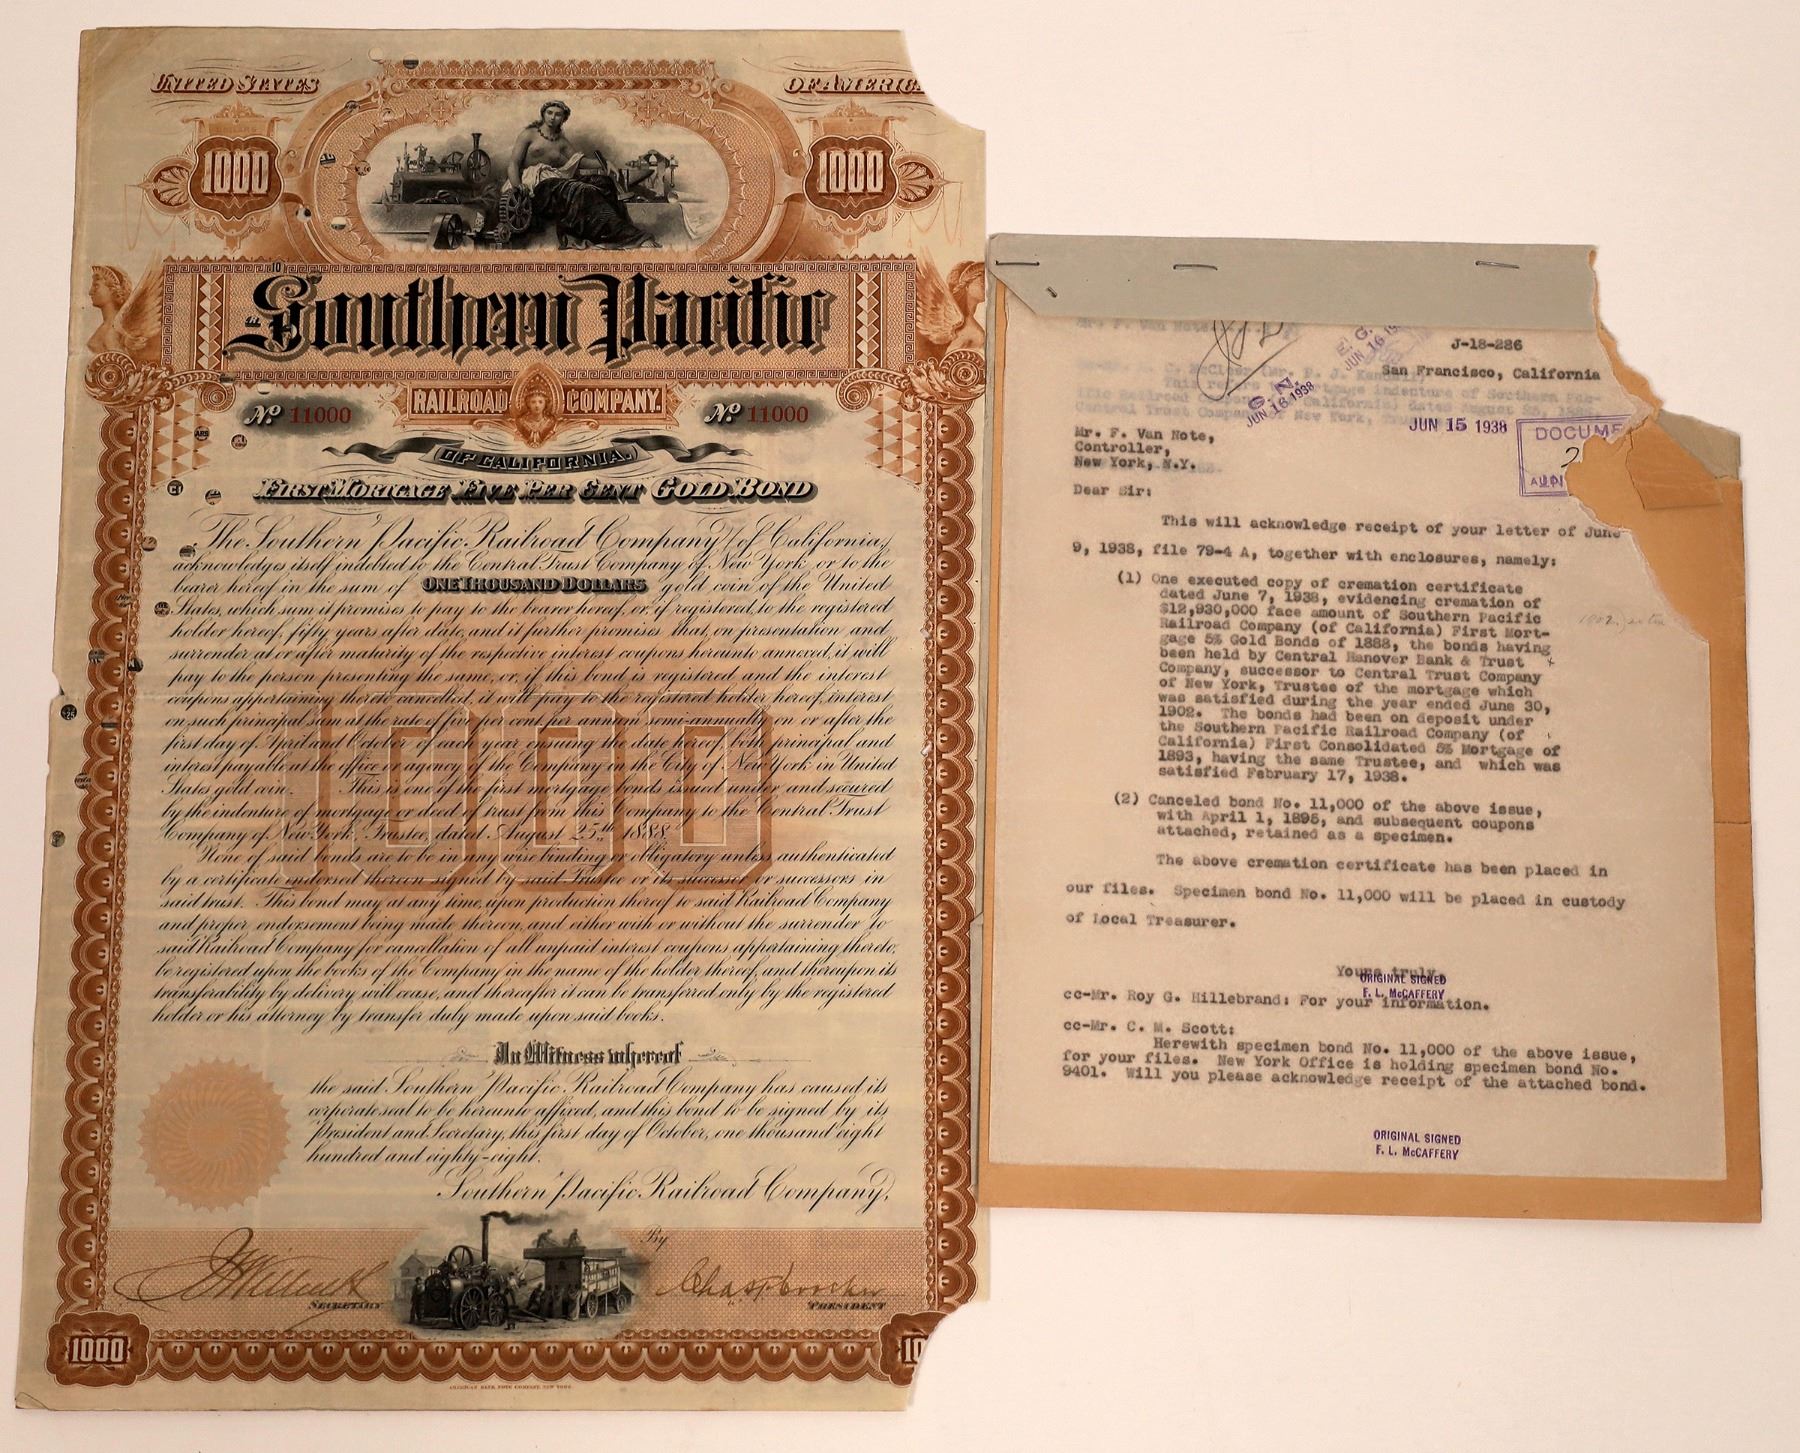 UNITED STATES
OF AMERIC
1000
1000
Southern Pacific
RAILROAD COMPANY.
No 11000
No 11000
(OF CALIFORNIA.)
FIRST MORTGAGE FIVE PER CENT GOLD BOND
The Southern Pacific Railroad Company (of California,)
acknowledges itself indebted to the Central Trust Company of New York or to the
bearer hereof in the sum of ONE THOUSAND DOLLARS gold coin of the United
States, which sum it promises to pay to the bearer hereof, or, if registered, to the registered
holder hereof, fifty years after date, and it further promises that, on presentation and
surrender at or after maturity of the respective interest coupons hereunto annexed, it will
pay to the person presenting the same, or, if this bond is registered and the interest
coupons appertaining thereto cancelled, it will pay to the registered holder hereof, interest
on such principal sum at the rate of five per cent. per annum semi-annually on or after the
first day of April and October of each year ensuing the date hereof, both principal and
interest payable at the office or agency of the Company in the City of New York in United
States gold coin. This is one of the first mortgage bonds issued under, and secured
by the indenture of mortgage or deed of trust from this Company to the Central Trust
Company of New York, Trustee, dated August 25th 1888.
None of said bonds are to be in any wise binding or obligatory unless authenticated
by a certificate endorsed thereon signed by said Trustee or its successor or successors in
said trust. This bond may at any time, upon production thereof to said Railroad Company
and proper endorsement being made thereon, and either with or without the surrender to
said Railroad Company for cancellation of all unpaid interest coupons appertaining thereto,
be registered upon the books of the Company in the name of the holder thereof, and thereupon its
transferability by delivery will cease, and thereafter it can be transferred only by the registered
holder or his attorney by transfer duly made upon said books.
In Witness whereof
the said Southern Pacific Railroad Company has caused its
corporate seal to be hereunto affixed, and this bond to be signed by its
President and Secretary, this first day of October, one thousand eight
hundred and eighty-eight.
Southern Pacific Railroad Company,
By
SECRETARY
Chas F Crocker
PRESIDENT
1000
10
AMERICAN BANK NOTE COMPANY, NEW YORK.
J-18-286
San Francisco, California
JUN 16 1938
JUN 15 1938
DOCUME
Mr. F. Van Note,
Controller,
New York, N.Y.
Dear Sir:
This will acknowledge receipt of your letter of June
9, 1938, file 79-4 A, together with enclosures, namely:
(1) One executed copy of cremation certificate
dated June 7, 1938, evidencing cremation of
$12,930,000 face amount of Southern Pacific
Railroad Company (of California) First Mort-
gage 5% Gold Bonds of 1888, the bonds having
been held by Central Hanover Bank & Trust
Company, successor to Central Trust Company
of New York, Trustee of the mortgage which
was satisfied during the year ended June 30,
1902. The bonds had been on deposit under
the Southern Pacific Railroad Company (of
California) First Consolidated 5% Mortgage of
1893, having the same Trustee, and which was
satisfied February 17, 1938.
(2) Canceled bond No. 11,000 of the above issue,
with April 1, 1895, and subsequent coupons
attached, retained as a specimen.
The above cremation certificate has been placed in
our files. Specimen bond No. 11,000 will be placed in custody
of Local Treasurer.
Yours truly,
ORIGINAL SIGNED
F. L. McCAFFERY
cc-Mr. Roy G. Hillebrand: For your information.
cc-Mr. C. M. Scott:
Herewith specimen bond No. 11,000 of the above issue,
for your files. New York Office is holding specimen bond No.
9401. Will you please acknowledge receipt of the attached bond.
ORIGINAL SIGNED
F. L. McCAFFERY